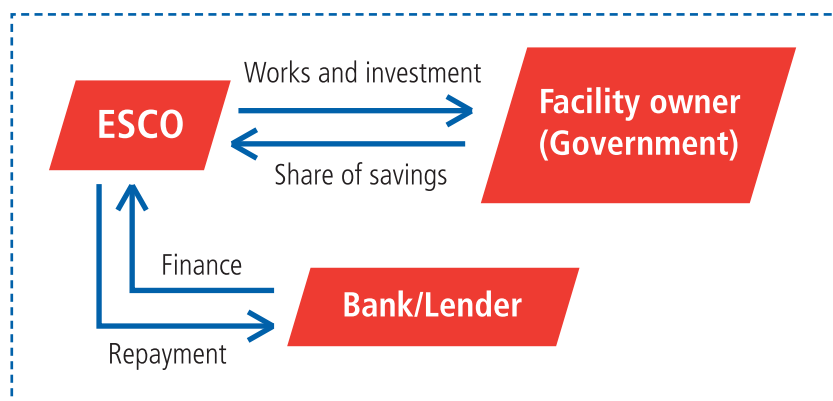 Works and investment
ESCO
Facility owner
(Government)
Share of savings
Finance
Bank/Lender
Repayment